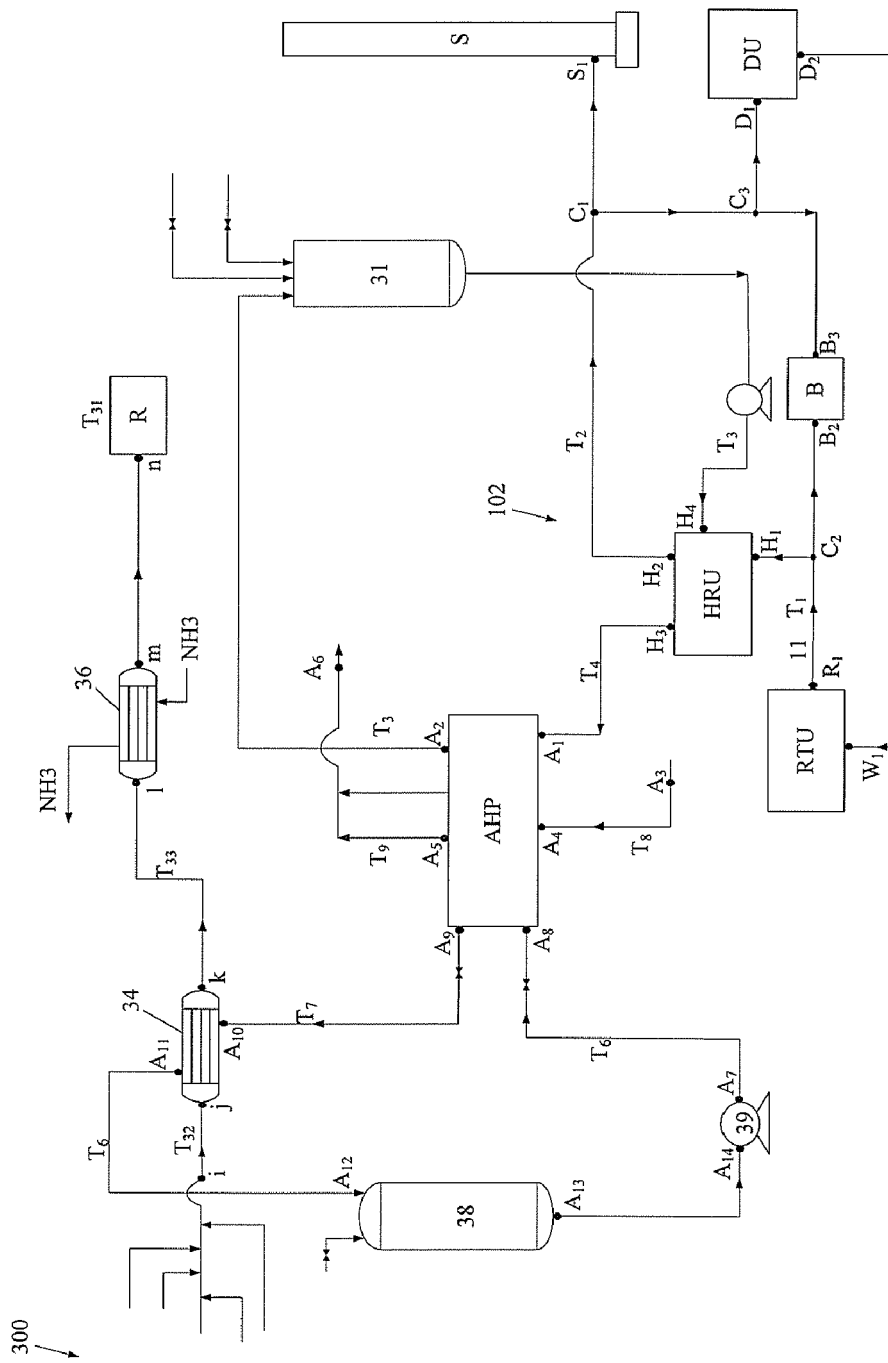 300
T₆
A₁₁
34
T₃₂
i
j
A₁₀
k
T₃₃
l
NH3
36
NH3
m
n
T₃₁
R
A₁₂
38
A₁₃
T₇
A₉
A₈
T₆
A₁₄
39
A₇
AHP
A₅
T₉
A₂
T₃
A₆
A₁
A₄
T₈
A₃
T₄
H₃
H₂
HRU
H₄
H₁
102
T₂
T₃
31
RTU
W₁
R₁
11
T₁
C₂
B₂
B
B₃
C₁
C₃
S₁
S
D₁
DU
D₂